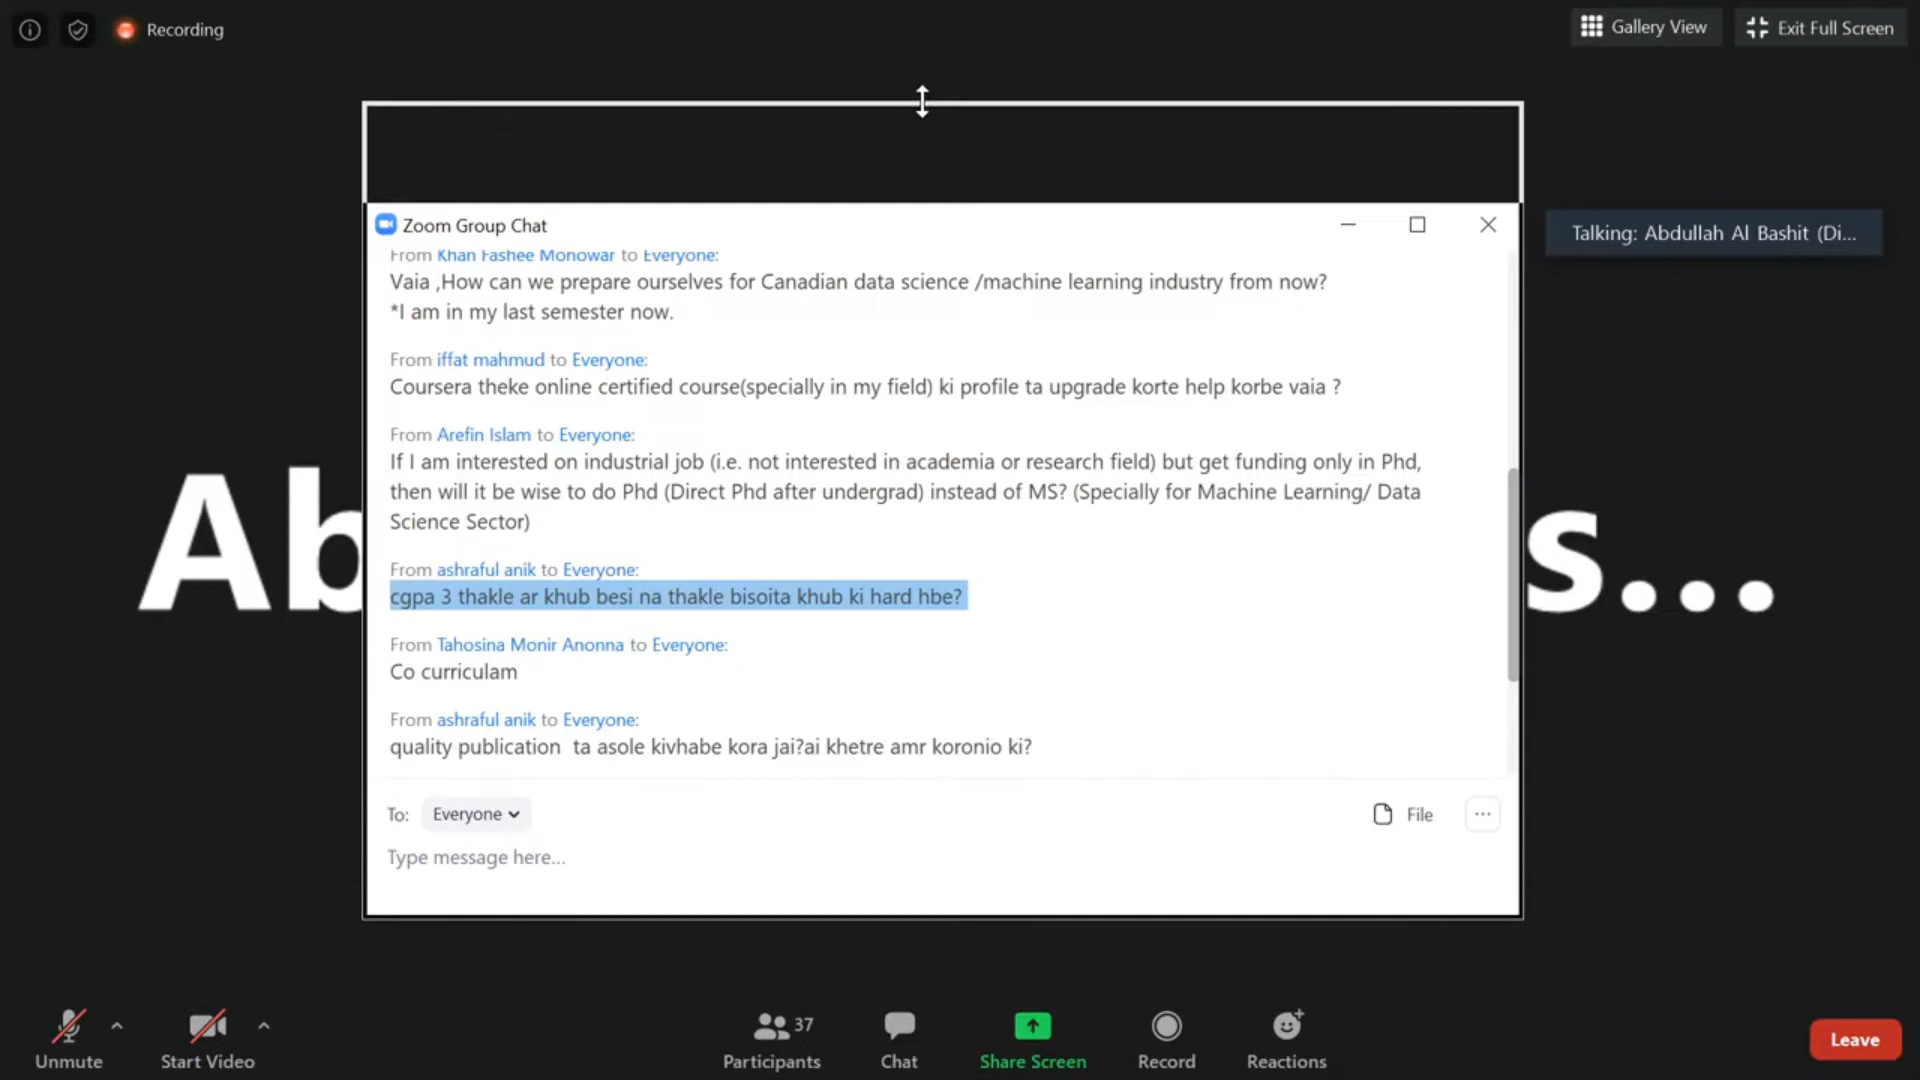 Recording
Gallery View
Exit Full Screen
Zoom Group Chat
Talking: Abdullah Al Bashit (Di...
From Khan Fashee Monowar to Everyone:
Vaia ,How can we prepare ourselves for Canadian data science /machine learning industry from now?
*I am in my last semester now.
From iffat mahmud to Everyone:
Coursera theke online certified course(specially in my field) ki profile ta upgrade korte help korbe vaia ?
From Arefin Islam to Everyone:
If I am interested on industrial job (i.e. not interested in academia or research field) but get funding only in Phd,
then will it be wise to do Phd (Direct Phd after undergrad) instead of MS? (Specially for Machine Learning/ Data
Science Sector)
Ab
s...
From ashraful anik to Everyone:
cgpa 3 thakle ar khub besi na thakle bisoita khub ki hard hbe?
From Tahosina Monir Anonna to Everyone:
Co curriculam
From ashraful anik to Everyone:
quality publication ta asole kivhabe kora jai?ai khetre amr koronio ki?
To: Everyone
File
Type message here...
37
Unmute
Start Video
Participants
Chat
Share Screen
Record
Reactions
Leave